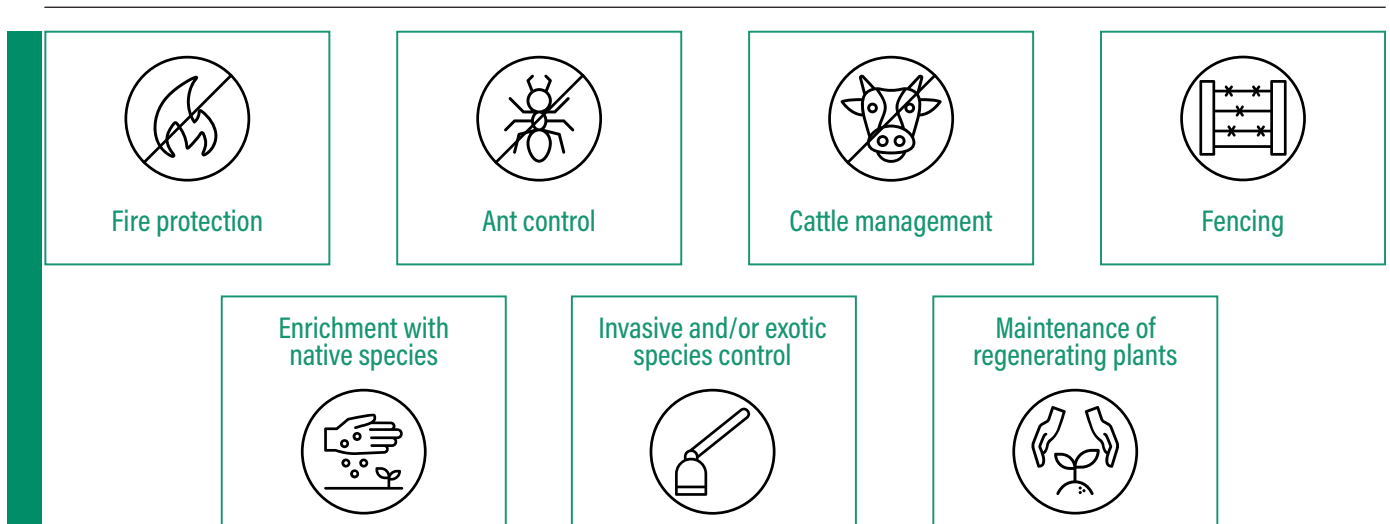 Fire protection
Ant control
Cattle management
Fencing
Enrichment with
native species
Invasive and/or exotic
species control
Maintenance of
regenerating plants